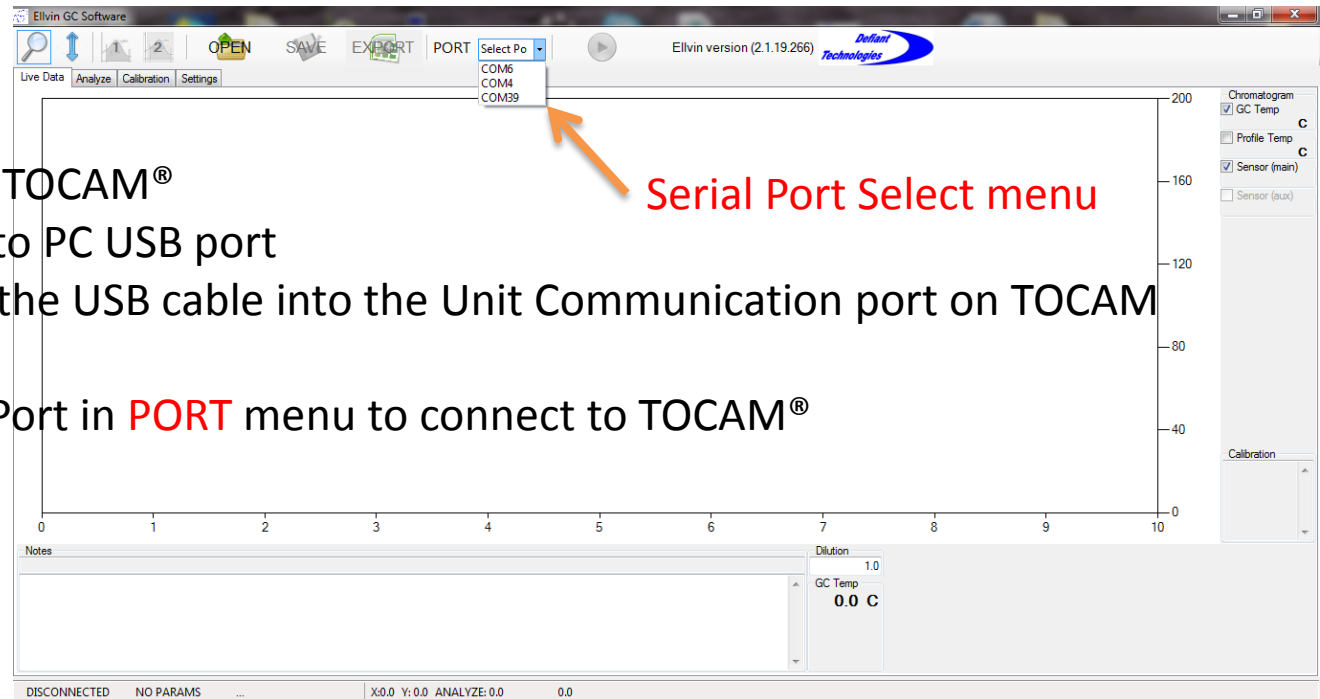 Ellvin GC Software
1 2 OPEN SAVE EXPORT PORT Select Po Ellvin version (2.1.19.266) Defiant Technologies
COM6
COM4
COM39
Live Data Analyze Calibration Settings
Serial Port Select menu
TOCAM®
to PC USB port
the USB cable into the Unit Communication port on TOCAM
Port in PORT menu to connect to TOCAM®
200
160
120
80
40
0
0 1 2 3 4 5 6 7 8 9 10
Chromatogram
GC Temp
C
Profile Temp
C
Sensor (main)
Sensor (aux)
Calibration
Notes
Dilution
1.0
GC Temp
0.0 C
DISCONNECTED NO PARAMS ... X:0.0 Y: 0.0 ANALYZE: 0.0 0.0